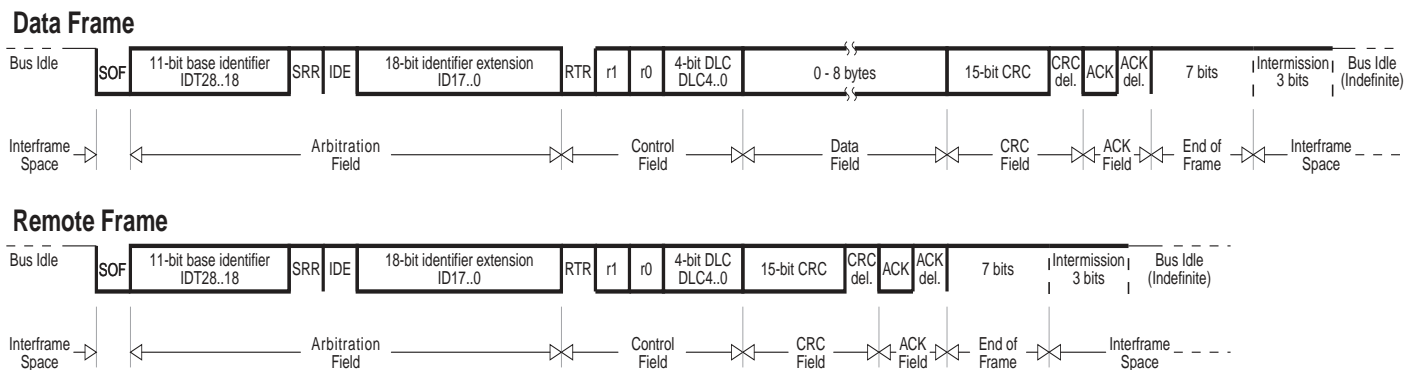 Data Frame
Bus Idle
SOF
11-bit base identifier
IDT28..18
SRR
IDE
18-bit identifier extension
ID17..0
RTR
r1
r0
4-bit DLC
DLC4..0
0 - 8 bytes
15-bit CRC
CRC
del.
ACK
ACK
del.
7 bits
Intermission
3 bits
Bus Idle
(Indefinite)
Interframe
Space
Arbitration
Field
Control
Field
Data
Field
CRC
Field
ACK
Field
End of
Frame
Interframe
Space
Remote Frame
Bus Idle
SOF
11-bit base identifier
IDT28..18
SRR
IDE
18-bit identifier extension
ID17..0
RTR
r1
r0
4-bit DLC
DLC4..0
15-bit CRC
CRC
del.
ACK
ACK
del.
7 bits
Intermission
3 bits
Bus Idle
(Indefinite)
Interframe
Space
Arbitration
Field
Control
Field
CRC
Field
ACK
Field
End of
Frame
Interframe
Space